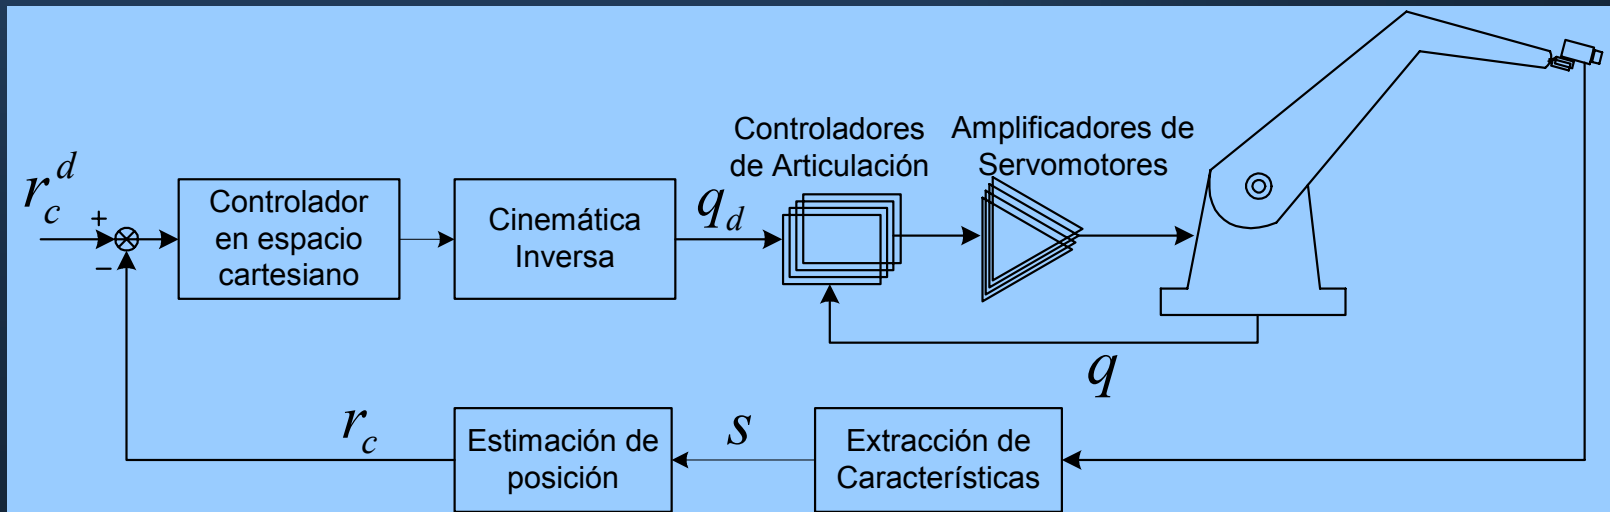 Controladores
de Articulación
Amplificadores de
Servomotores
r_c^d
+
−
Controlador
en espacio
cartesiano
Cinemática
Inversa
q_d
q
r_c
Estimación de
posición
s
Extracción de
Características